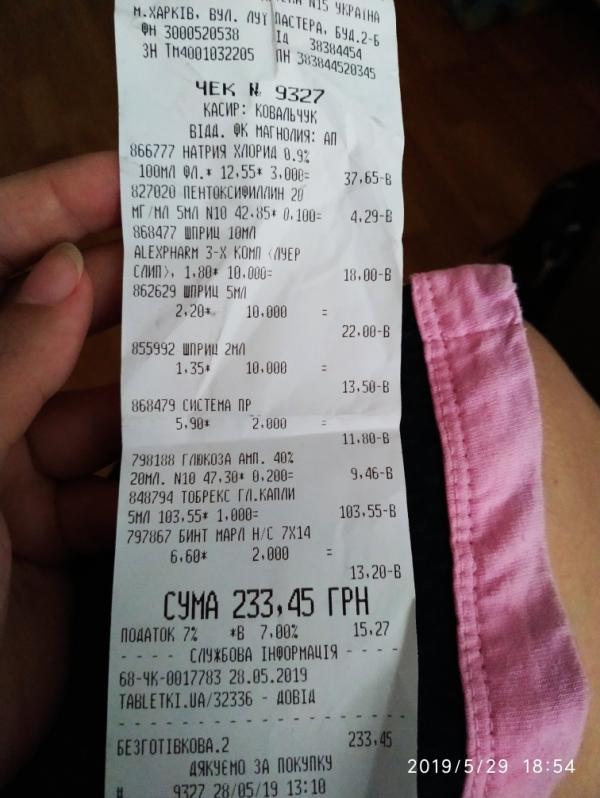 N15 УКРАЇНА
М.ХАРКІВ, ВУЛ. ЛУЇ ПАСТЕРА, БУД.2-Б
ФН 3000520538 ІД 38384454
ЗН ТМ4001032205 ПН 383844520345
ЧЕК № 9327
КАСИР: КОВАЛЬЧУК
ВІДД. ФК МАГНОЛИЯ: АП
866777 НАТРИЯ ХЛОРИД 0.9%
100МЛ ФЛ.* 12,55* 3,000= 37,65-В
827020 ПЕНТОКСИФИЛЛИН 20
МГ/МЛ 5МЛ N10 42,85* 0,100= 4,29-В
868477 ШПРИЦ 10МЛ
ALEXPHARM 3-Х КОМП (ЛУЕР
СЛИП), 1,80* 10,000= 18,00-В
862629 ШПРИЦ 5МЛ
2,20* 10,000 =
22,00-В
855992 ШПРИЦ 2МЛ
1,35* 10,000 =
13,50-В
868479 СИСТЕМА ПР
5,90* 2,000 =
11,80-В
798188 ГЛЮКОЗА АМП. 40%
20МЛ. N10 47,30* 0,200= 9,46-В
848794 ТОБРЕКС ГЛ.КАПЛИ
5МЛ 103,55* 1,000= 103,55-В
797867 БИНТ МАРЛ Н/С 7Х14
6,60* 2,000 =
13,20-В
СУМА 233,45 ГРН
ПОДАТОК 7% *В 7,00% 15,27
- - - - СЛУЖБОВА ІНФОРМАЦІЯ - - - -
68-ЧК-0017783 28.05.2019
TABLETKI.UA/32336 - ДОВІД
- - - - - - - - - - - - - - - - - -
БЕЗГОТІВКОВА.2 233,45
ДЯКУЄМО ЗА ПОКУПКУ
# 9327 28/05/19 13:10
2019/5/29 18:54